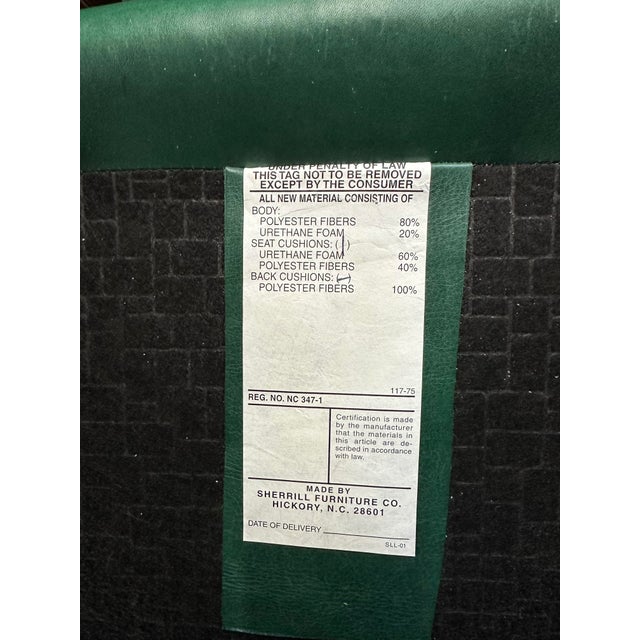 UNDER PENALTY OF LAW
THIS TAG NOT TO BE REMOVED
EXCEPT BY THE CONSUMER
ALL NEW MATERIAL CONSISTING OF
BODY:
POLYESTER FIBERS 80%
URETHANE FOAM 20%
SEAT CUSHIONS: (1)
URETHANE FOAM 60%
POLYESTER FIBERS 40%
BACK CUSHIONS: (1)
POLYESTER FIBERS 100%
117-75
REG. NO. NC 347-1
Certification is made
by the manufacturer
that the materials in
this article are de-
scribed in accordance
with law.
MADE BY
SHERRILL FURNITURE CO.
HICKORY, N.C. 28601
DATE OF DELIVERY
SLL-01